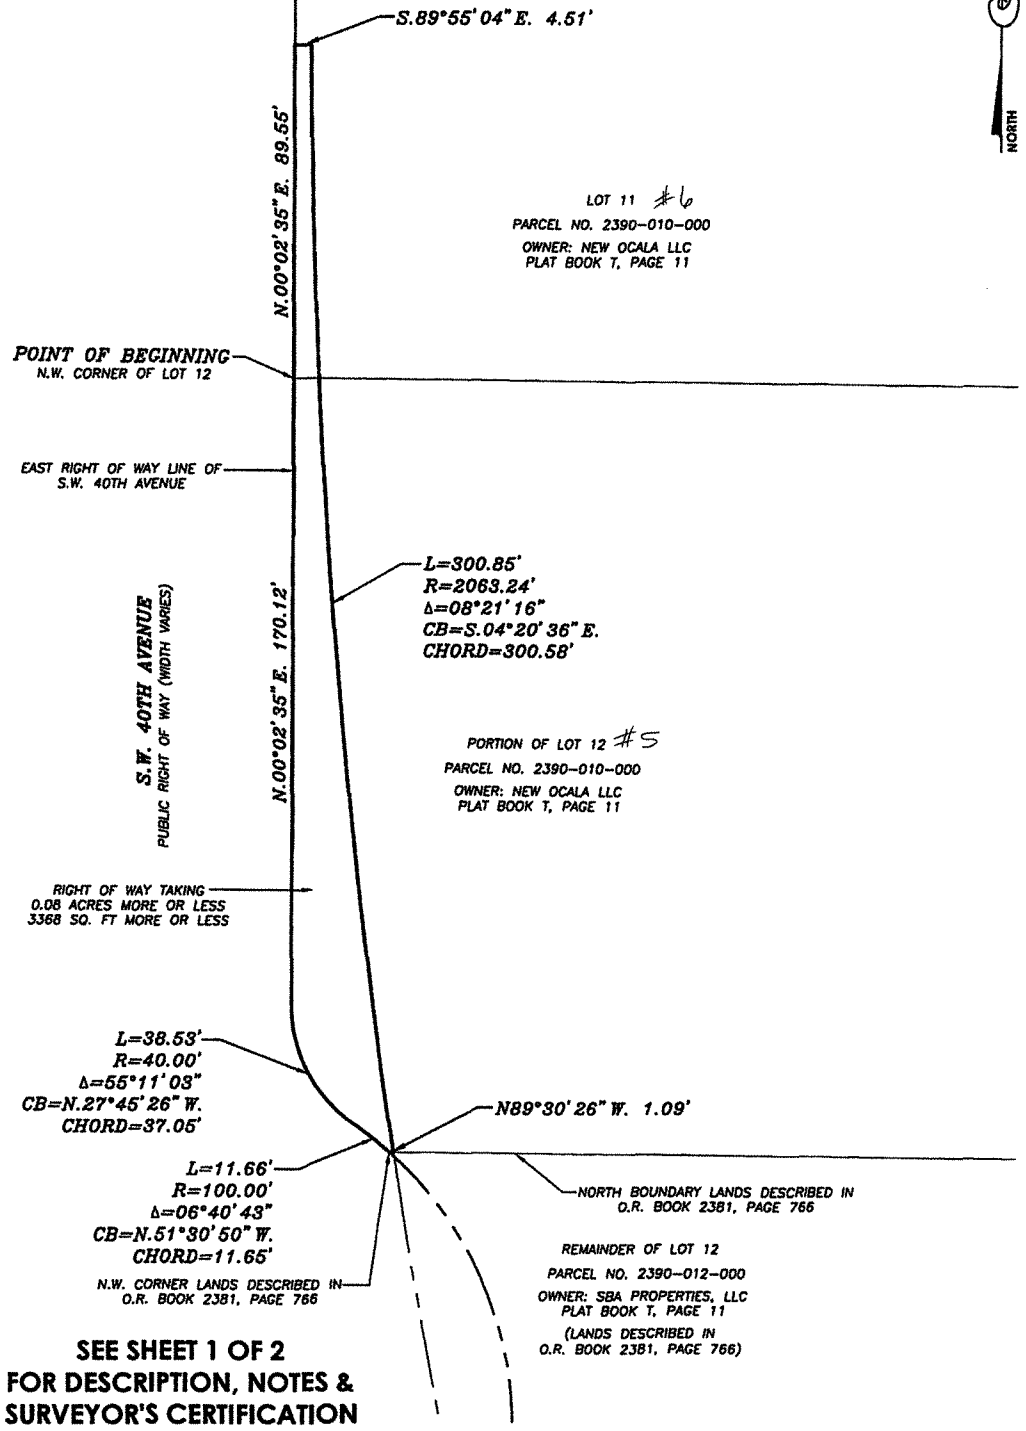 S.89°55'04"E. 4.51'
NORTH
N.00°02'35"E. 89.55'
LOT 11 #6
PARCEL NO. 2390-010-000
OWNER: NEW OCALA LLC
PLAT BOOK T, PAGE 11
POINT OF BEGINNING
N.W. CORNER OF LOT 12
EAST RIGHT OF WAY LINE OF
S.W. 40TH AVENUE
L=300.85'
R=2063.24'
Δ=08°21'16"
CB=S.04°20'36"E.
CHORD=300.58'
S.W. 40TH AVENUE
PUBLIC RIGHT OF WAY (WIDTH VARIES)
N.00°02'35"E. 170.12'
PORTION OF LOT 12 #5
PARCEL NO. 2390-010-000
OWNER: NEW OCALA LLC
PLAT BOOK T, PAGE 11
RIGHT OF WAY TAKING
0.08 ACRES MORE OR LESS
3368 SQ. FT MORE OR LESS
L=38.53'
R=40.00'
Δ=55°11'03"
CB=N.27°45'26"W.
CHORD=37.05'
N89°30'26"W. 1.09'
L=11.66'
R=100.00'
Δ=06°40'43"
CB=N.51°30'50"W.
CHORD=11.65'
N.W. CORNER LANDS DESCRIBED IN
O.R. BOOK 2381, PAGE 766
NORTH BOUNDARY LANDS DESCRIBED IN
O.R. BOOK 2381, PAGE 766
REMAINDER OF LOT 12
PARCEL NO. 2390-012-000
OWNER: SBA PROPERTIES, LLC
PLAT BOOK T, PAGE 11
(LANDS DESCRIBED IN
O.R. BOOK 2381, PAGE 766)
SEE SHEET 1 OF 2
FOR DESCRIPTION, NOTES &
SURVEYOR'S CERTIFICATION